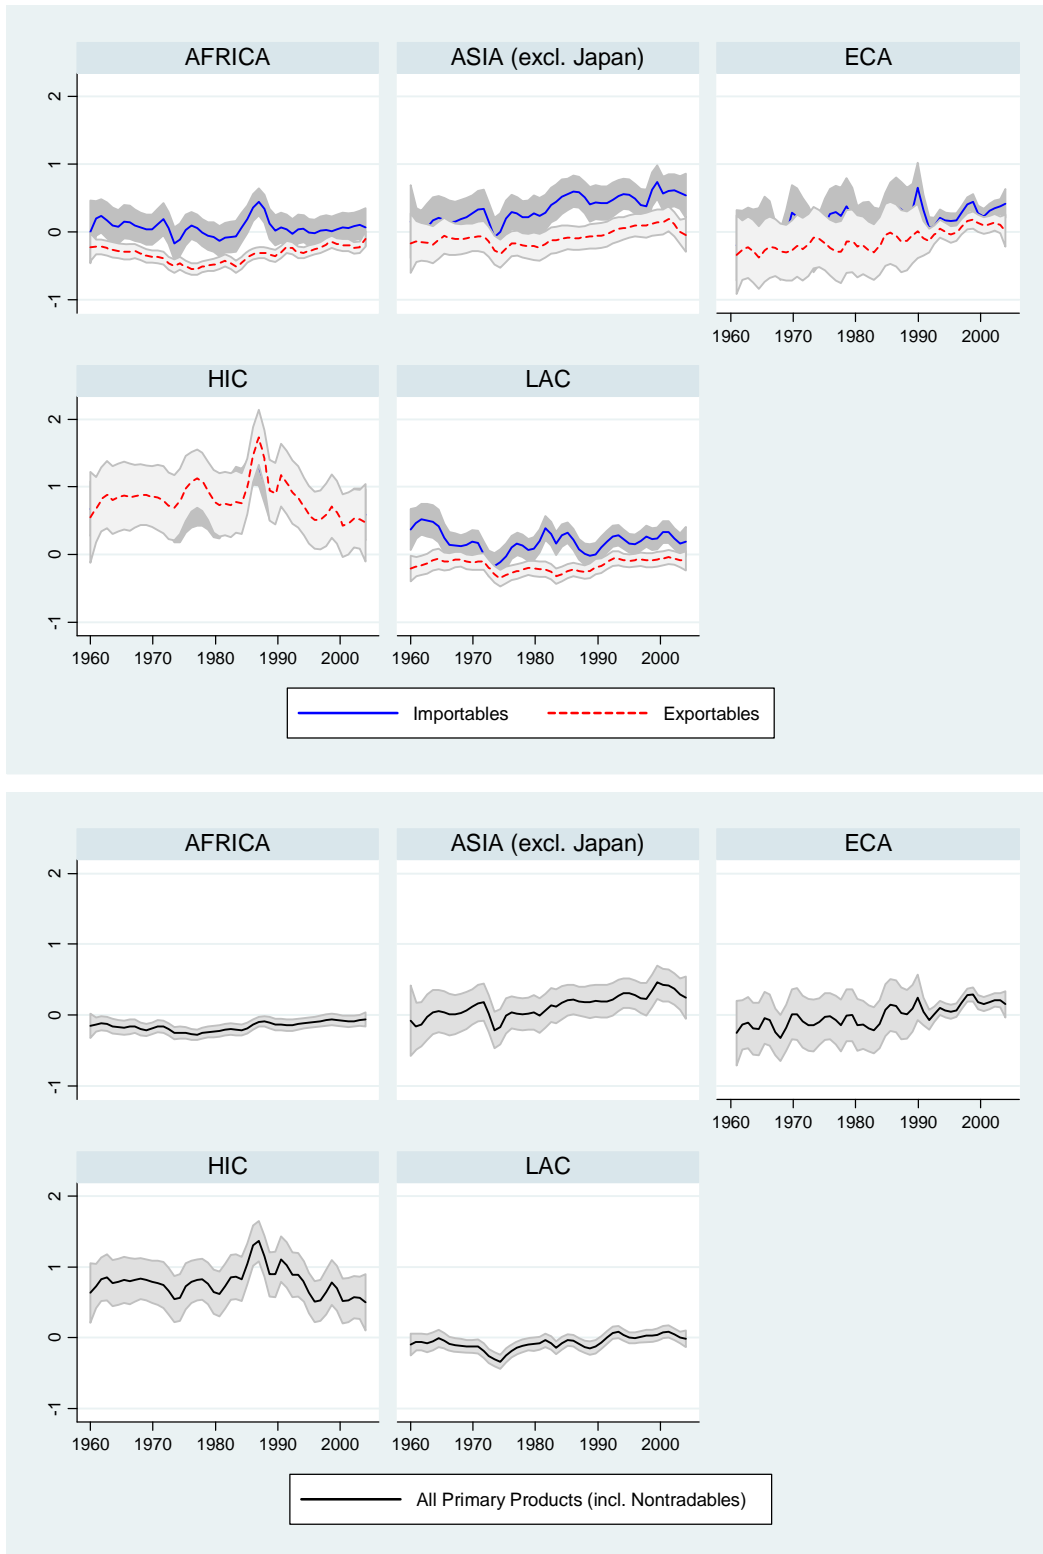 AFRICA
ASIA (excl. Japan)
ECA
2
1
0
-1
1960 1970 1980 1990 2000
HIC
LAC
2
1
0
-1
1960 1970 1980 1990 2000
1960 1970 1980 1990 2000
Importables
Exportables
AFRICA
ASIA (excl. Japan)
ECA
2
1
0
-1
1960 1970 1980 1990 2000
HIC
LAC
2
1
0
-1
1960 1970 1980 1990 2000
1960 1970 1980 1990 2000
All Primary Products (incl. Nontradables)